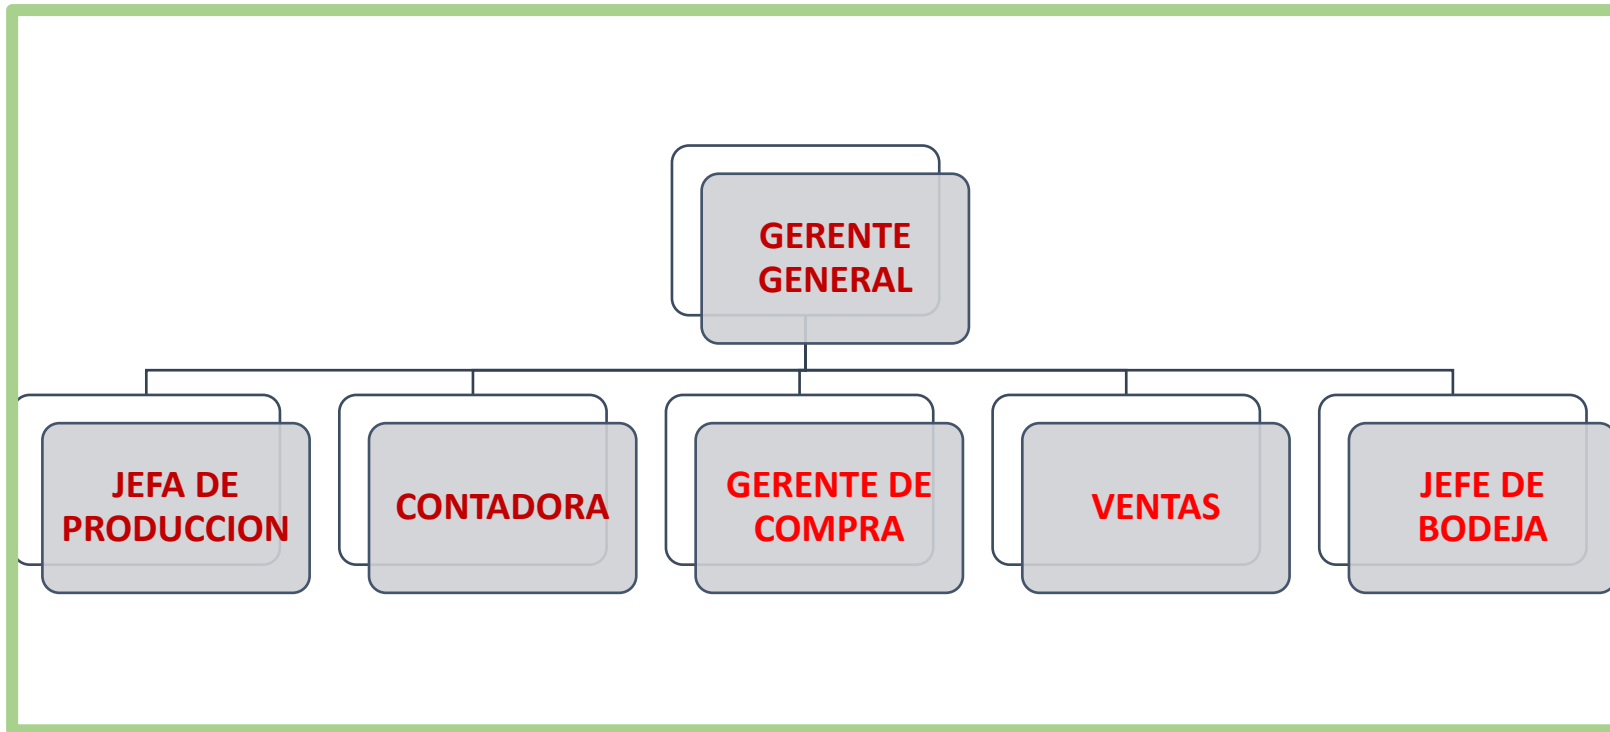 GERENTE
GENERAL
JEFA DE
PRODUCCION
CONTADORA
GERENTE DE
COMPRA
VENTAS
JEFE DE
BODEJA